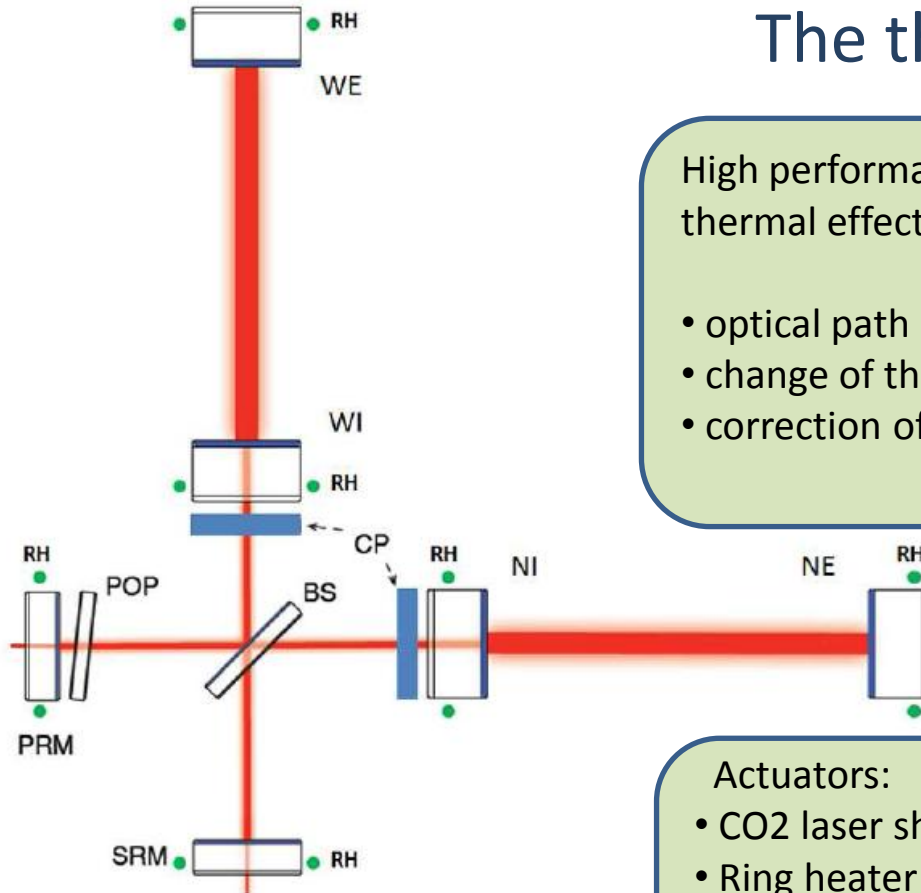 The t
RH
WE
High performa
thermal effect
• optical path
• change of th
• correction of
WI
RH
CP
RH
NI
NE
RH
RH
POP
BS
PRM
Actuators:
• CO2 laser sh
• Ring heater
SRM
RH